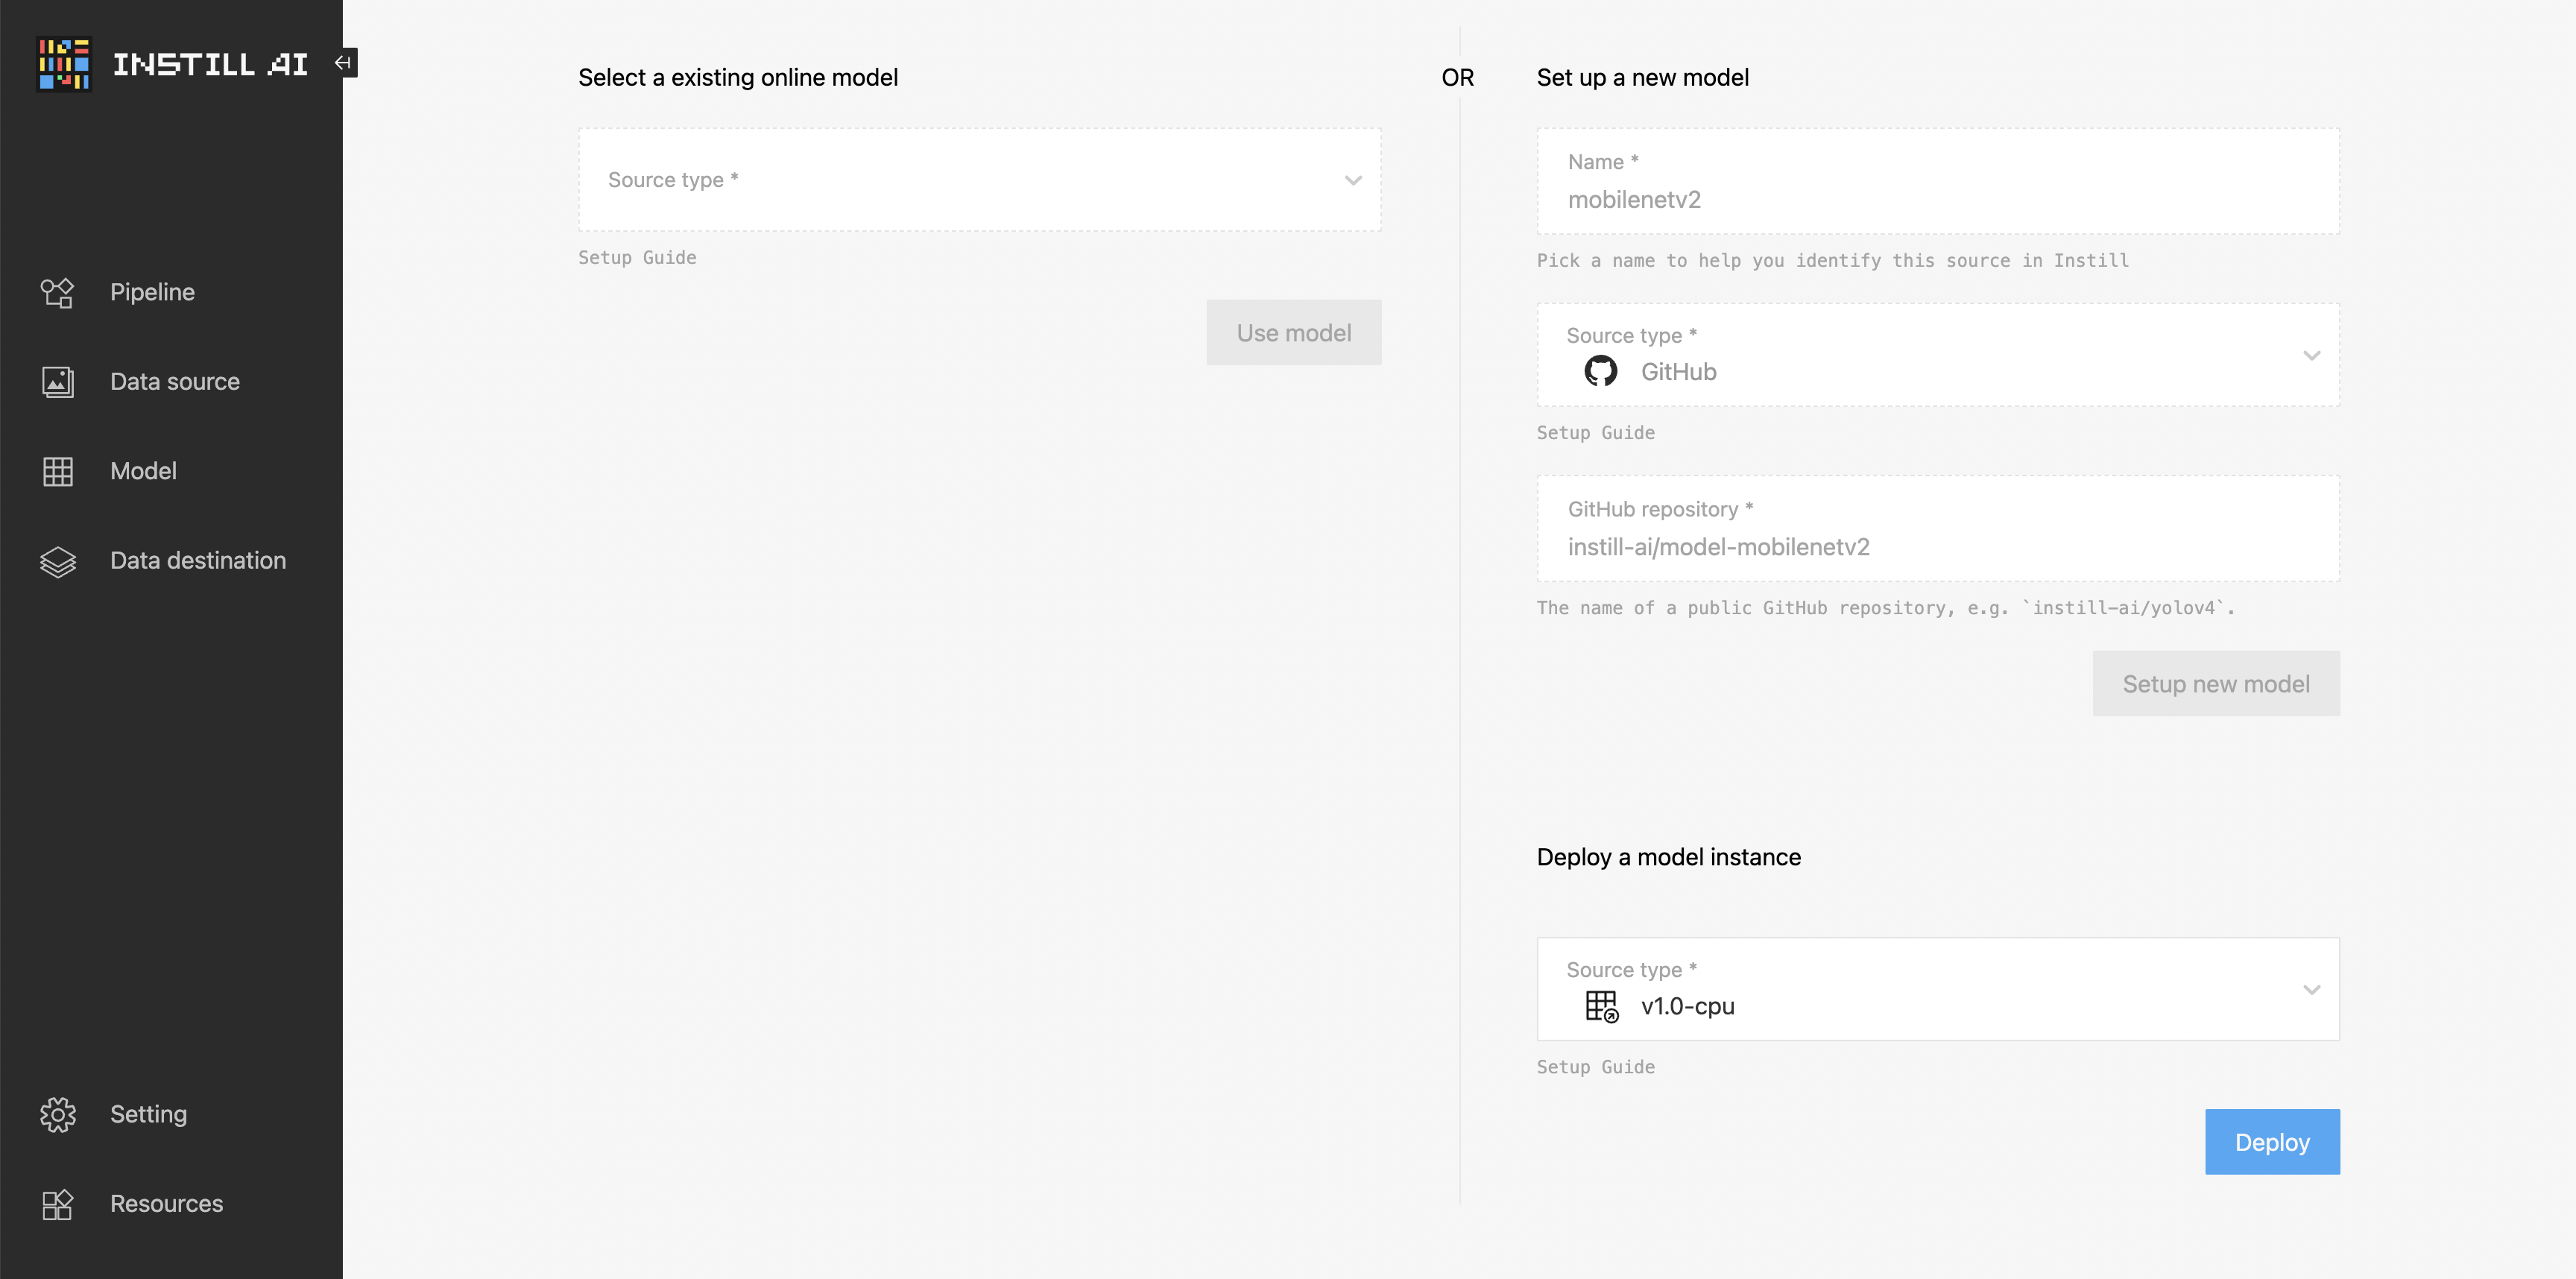 INSTILL AI
Pipeline
Data source
Model
Data destination
Setting
Resources
Select a existing online model
Source type *
Setup Guide
Use model
OR
Set up a new model
Name *
mobilenetv2
Pick a name to help you identify this source in Instill
Source type *
GitHub
Setup Guide
GitHub repository *
instill-ai/model-mobilenetv2
The name of a public GitHub repository, e.g. `instill-ai/yolov4`.
Setup new model
Deploy a model instance
Source type *
v1.0-cpu
Setup Guide
Deploy